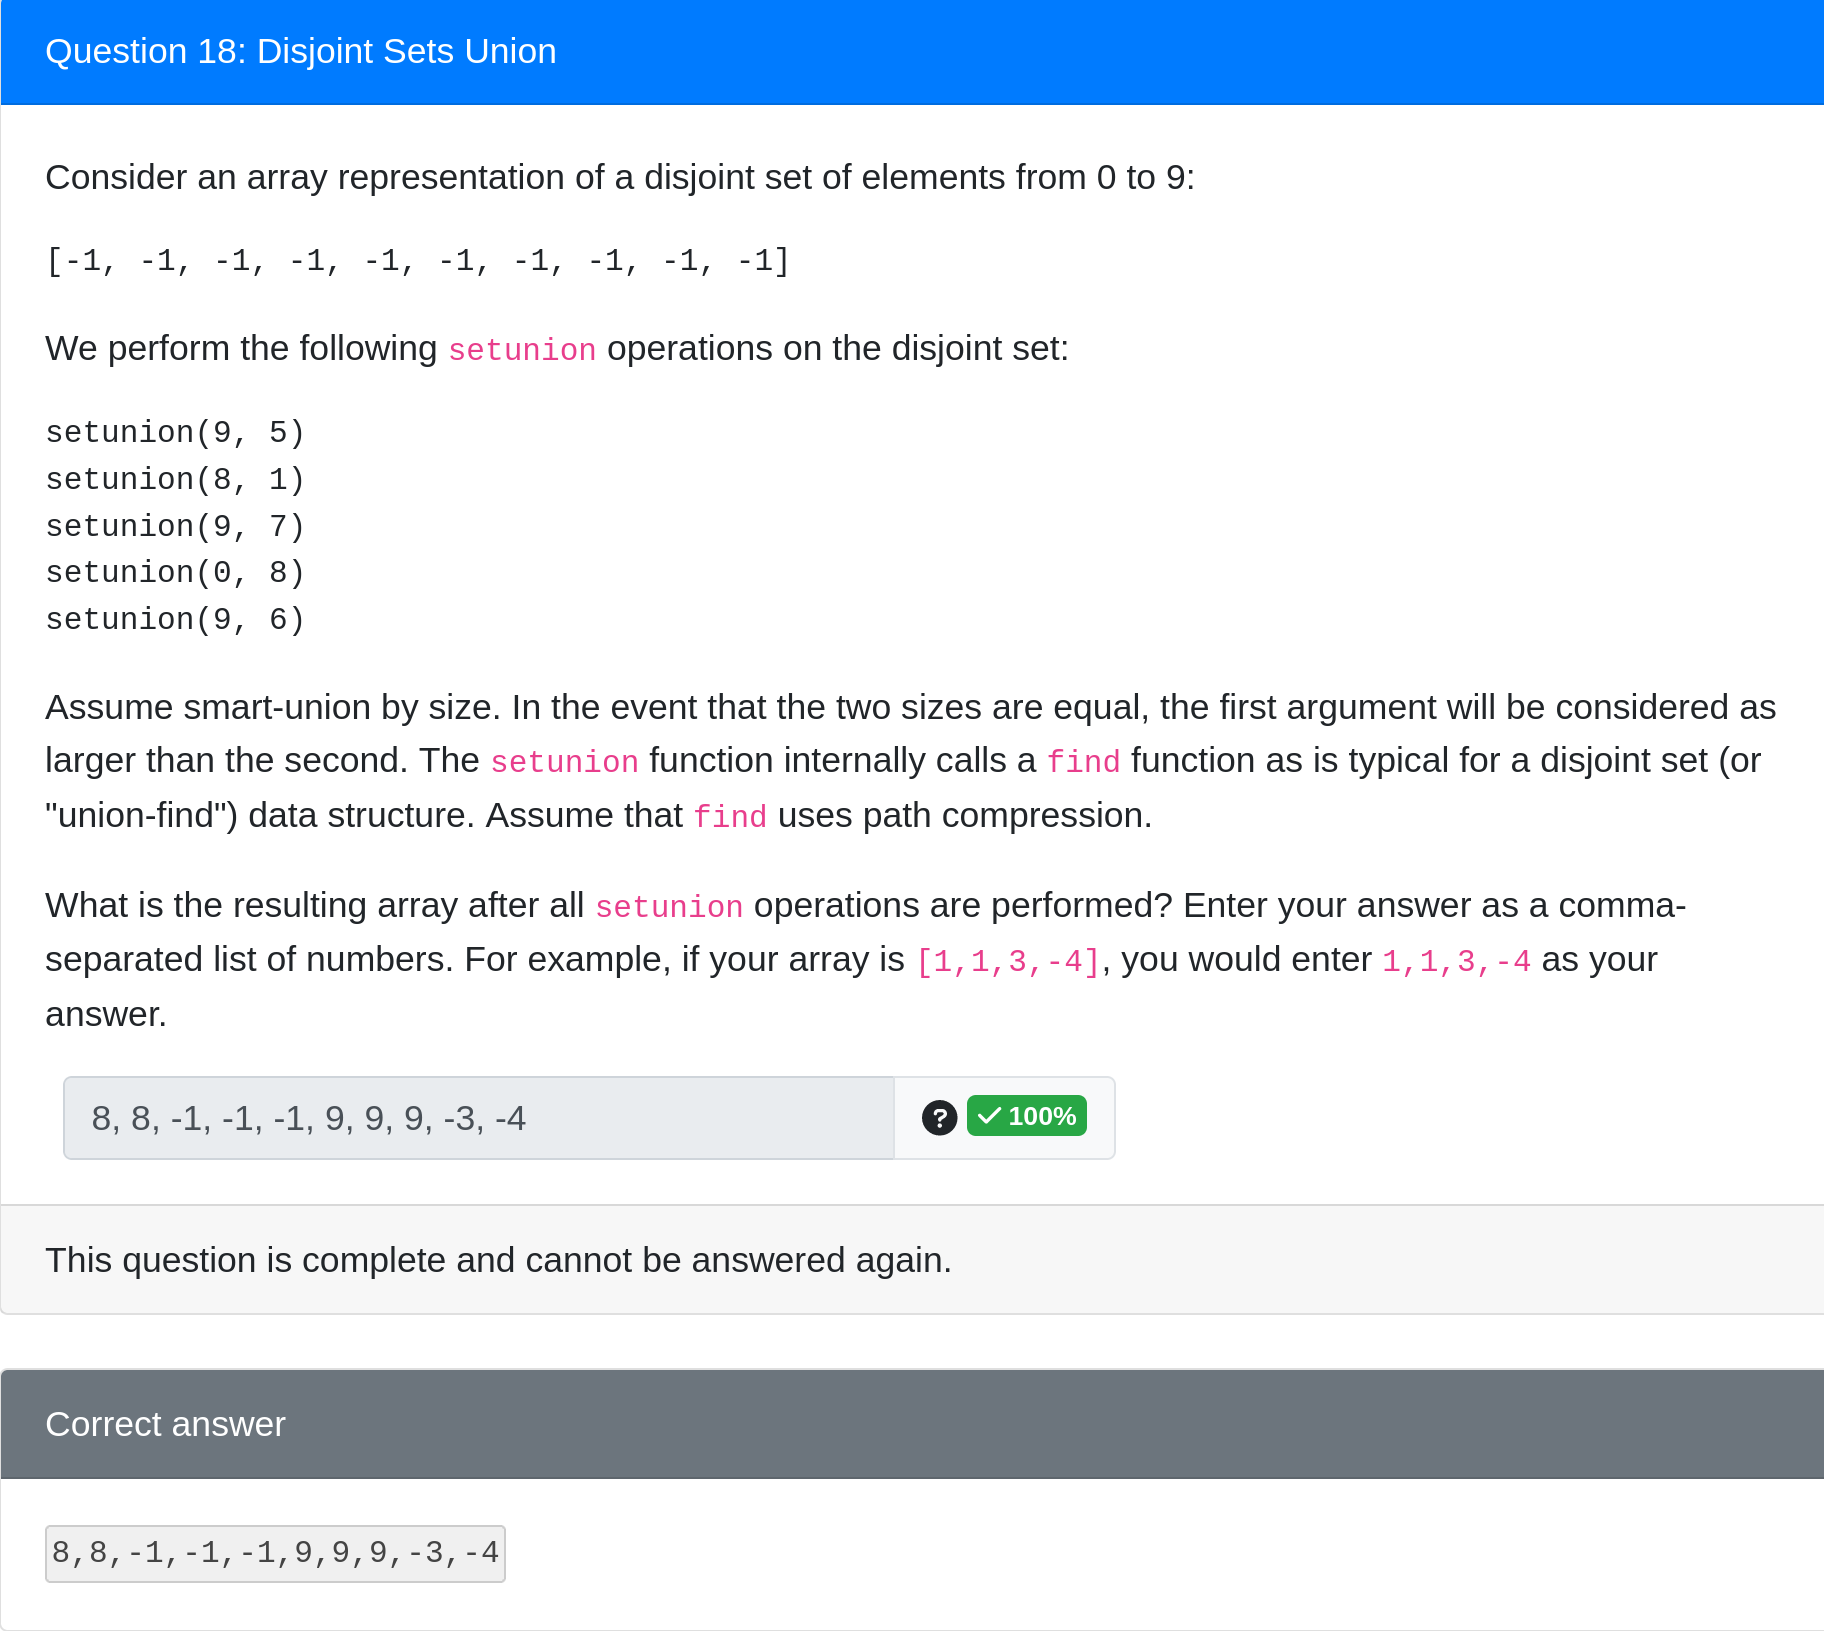 Question 18: Disjoint Sets Union
Consider an array representation of a disjoint set of elements from 0 to 9:
[-1, -1, -1, -1, -1, -1, -1, -1, -1, -1]
We perform the following setunion operations on the disjoint set:
setunion(9, 5)
setunion(8, 1)
setunion(9, 7)
setunion(0, 8)
setunion(9, 6)
Assume smart-union by size. In the event that the two sizes are equal, the first argument will be considered as
larger than the second. The setunion function internally calls a find function as is typical for a disjoint set (or
"union-find") data structure. Assume that find uses path compression.
What is the resulting array after all setunion operations are performed? Enter your answer as a comma-
separated list of numbers. For example, if your array is [1,1,3,-4], you would enter 1,1,3,-4 as your
answer.
8, 8, -1, -1, -1, 9, 9, 9, -3, -4 ? ✓ 100%
This question is complete and cannot be answered again.
Correct answer
8,8,-1,-1,-1,9,9,9,-3,-4